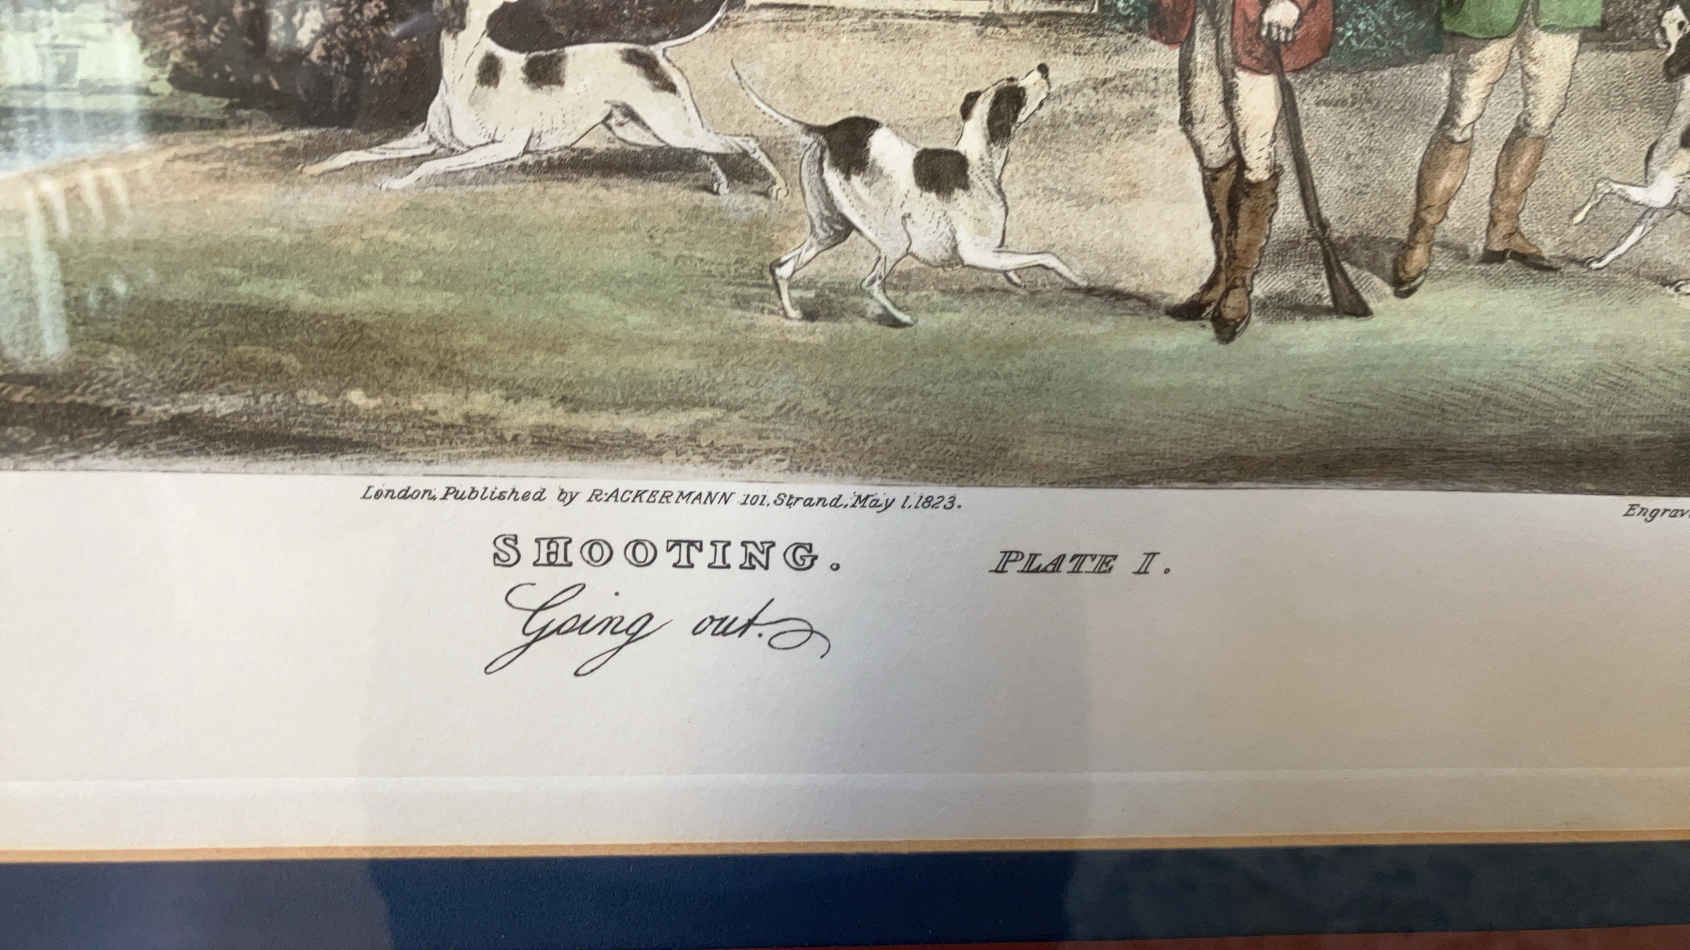 London, Published by R. ACKERMANN 101, Strand, May 1, 1823.
Engrav
SHOOTING. PLATE I.
Going out.